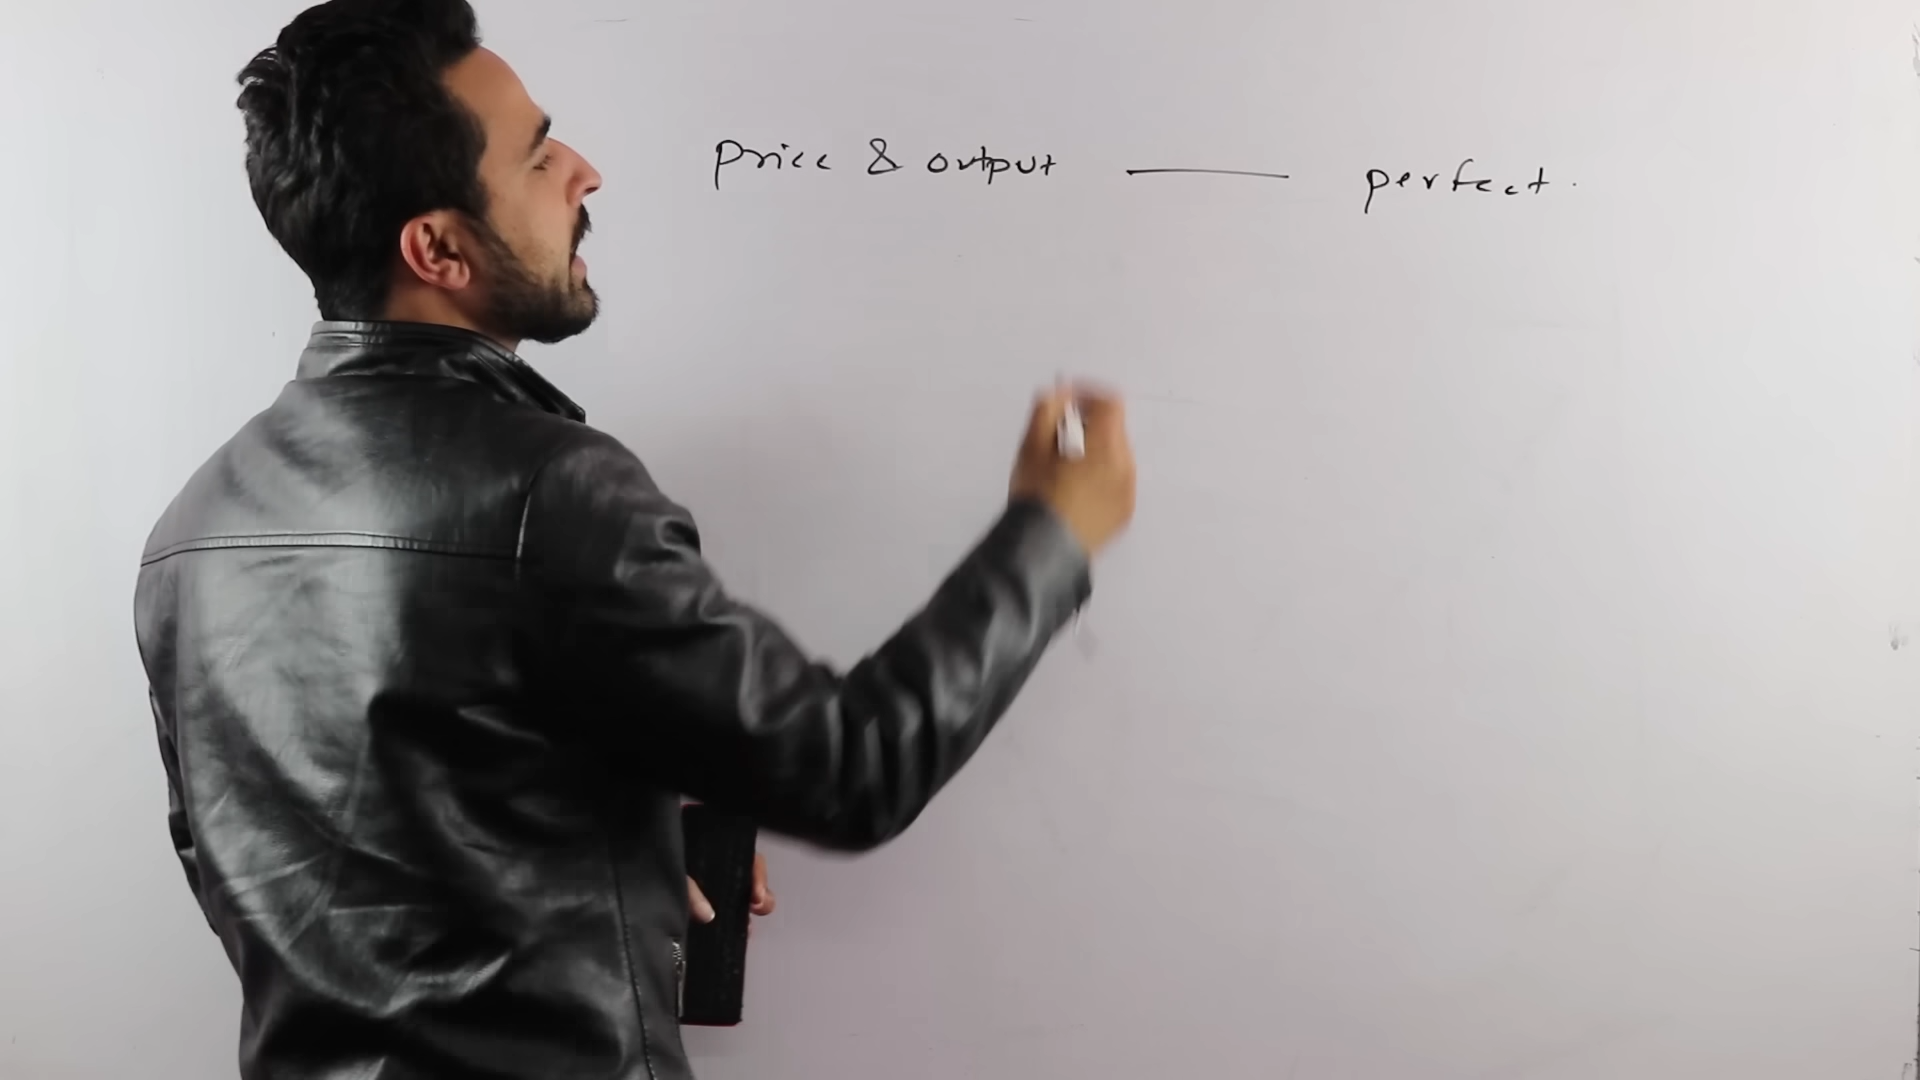 price & output —— perfect.